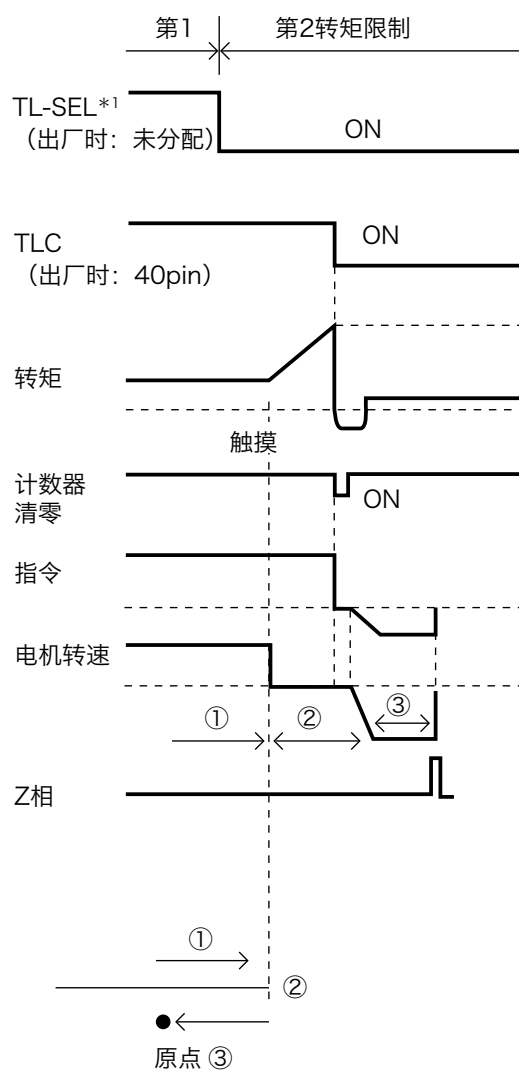 第1 第2转矩限制
TL-SEL*1
（出厂时：未分配）
ON
TLC
（出厂时：40pin）
ON
转矩
触摸
计数器
清零
ON
指令
电机转速
① ② ③
Z相
①
②
原点 ③